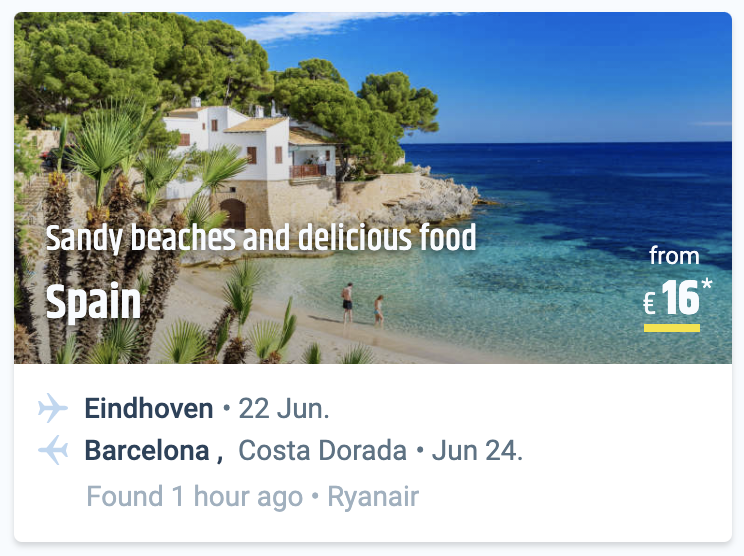 Sandy beaches and delicious food
Spain
from
€ 16*
Eindhoven • 22 Jun.
Barcelona , Costa Dorada • Jun 24.
Found 1 hour ago • Ryanair